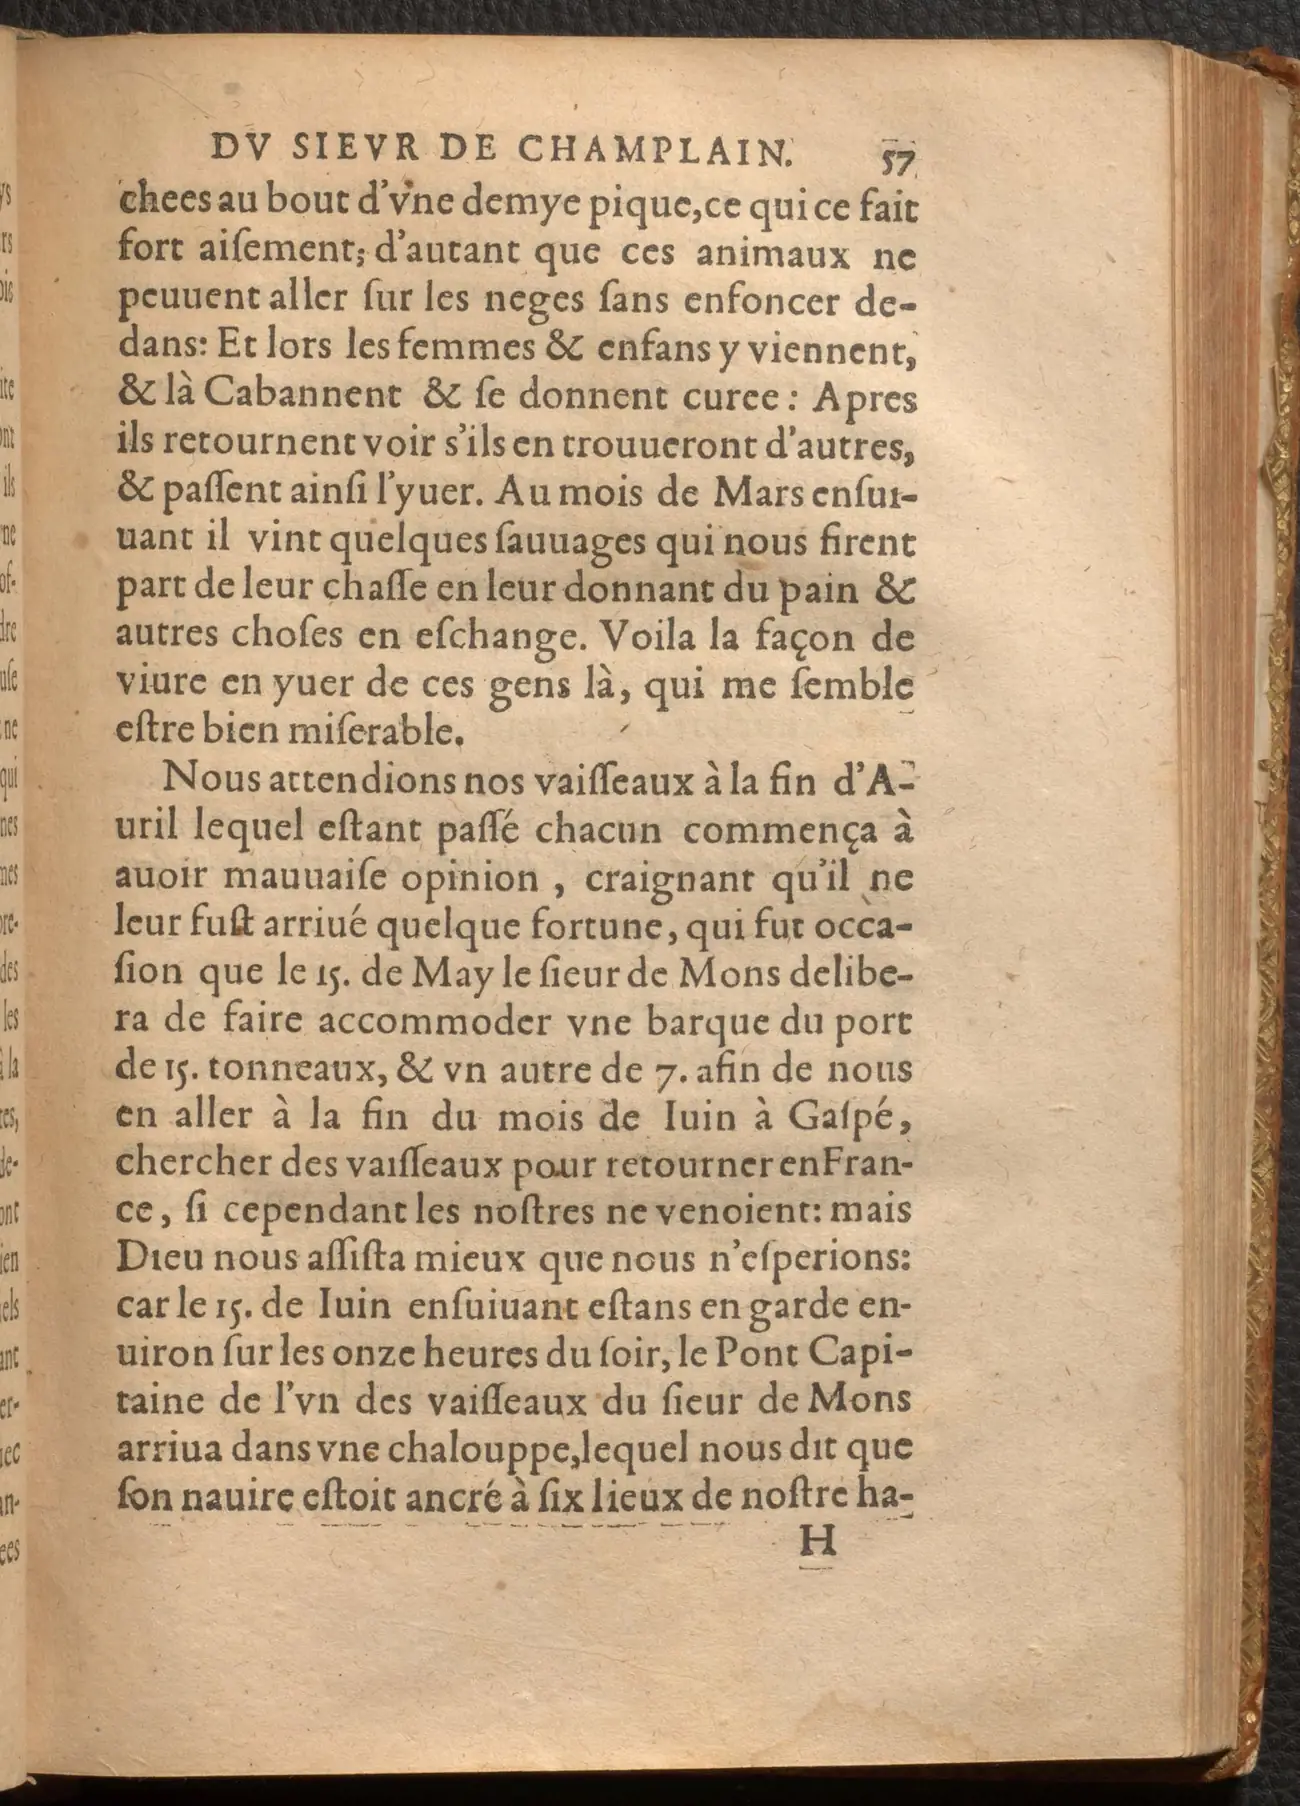 DV SIEVR DE CHAMPLAIN. 57
chees au bout d'vne demye pique, ce qui ce fait
fort aiſement; d'autant que ces animaux ne
peuuent aller ſur les neges ſans enfoncer de-
dans: Et lors les femmes & enfans y viennent,
& là Cabannent & ſe donnent curee: Apres
ils retournent voir s'ils en trouueront d'autres,
& paſſent ainſi l'yuer. Au mois de Mars enſui-
uant il vint quelques ſauuages qui nous firent
part de leur chaſſe en leur donnant du pain &
autres choſes en eſchange. Voila la façon de
viure en yuer de ces gens là, qui me ſemble
eſtre bien miſerable.
Nous attendions nos vaiſſeaux à la fin d'A-
uril lequel eſtant paſſé chacun commença à
auoir mauuaiſe opinion, craignant qu'il ne
leur fuſt arriué quelque fortune, qui fut occa-
ſion que le 15. de May le ſieur de Mons delibe-
ra de faire accommoder vne barque du port
de 15. tonneaux, & vn autre de 7. afin de nous
en aller à la fin du mois de Iuin à Gaſpé,
chercher des vaiſſeaux pour retourner en Fran-
ce, ſi cependant les noſtres ne venoient: mais
Dieu nous aſſiſta mieux que nous n'eſperions:
car le 15. de Iuin enſuiuant eſtans en garde en-
uiron ſur les onze heures du ſoir, le Pont Capi-
taine de l'vn des vaiſſeaux du ſieur de Mons
arriua dans vne chalouppe, lequel nous dit que
ſon nauire eſtoit ancré à ſix lieux de noſtre ha-
H